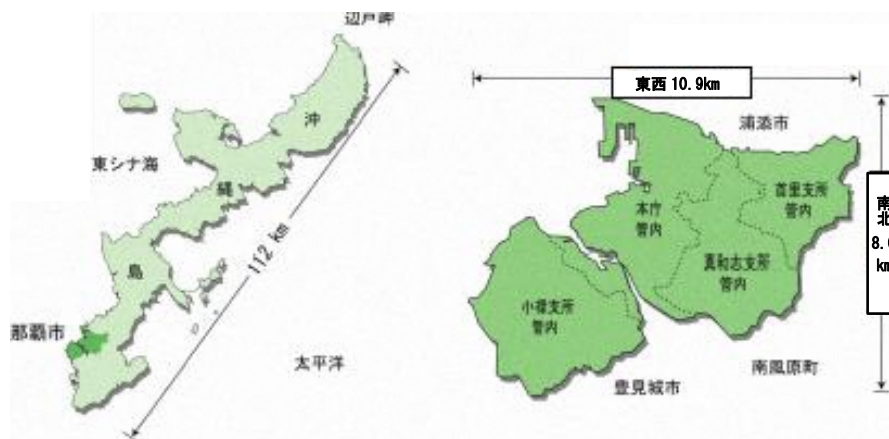 辺戸岬
沖
縄
島
東シナ海
112 km
那覇市
太平洋
東西 10.9km
浦添市
首里支所
管内
本庁
管内
真和志支所
管内
小禄支所
管内
南
北
8.
km
豊見城市
南風原町